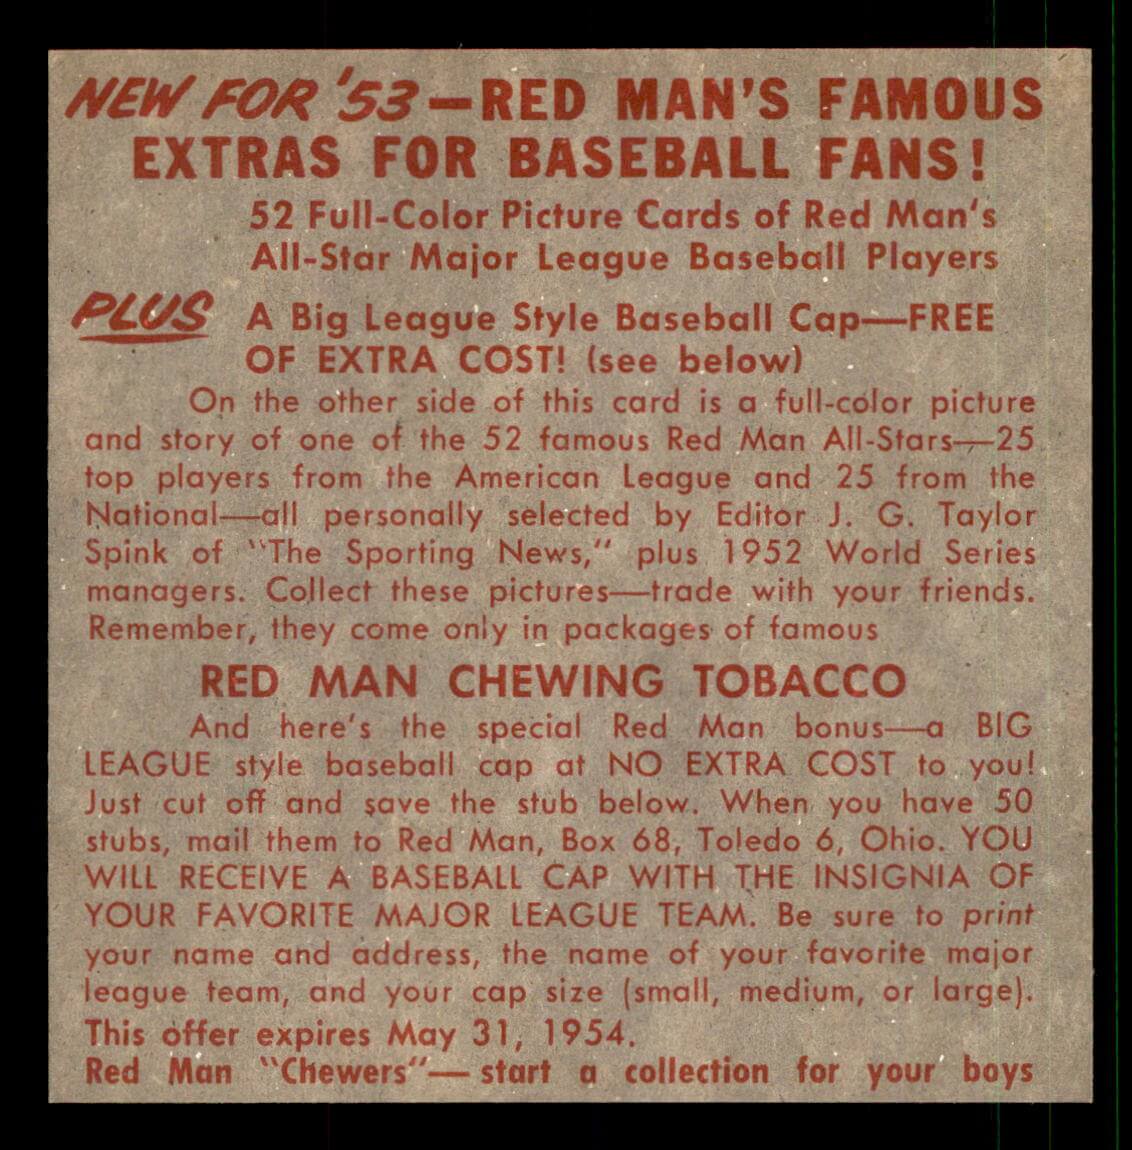 NEW FOR '53—RED MAN'S FAMOUS
EXTRAS FOR BASEBALL FANS!
52 Full-Color Picture Cards of Red Man's
All-Star Major League Baseball Players
PLUS A Big League Style Baseball Cap—FREE
OF EXTRA COST! (see below)
On the other side of this card is a full-color picture
and story of one of the 52 famous Red Man All-Stars—25
top players from the American League and 25 from the
National—all personally selected by Editor J. G. Taylor
Spink of "The Sporting News," plus 1952 World Series
managers. Collect these pictures—trade with your friends.
Remember, they come only in packages of famous
RED MAN CHEWING TOBACCO
And here's the special Red Man bonus—a BIG
LEAGUE style baseball cap at NO EXTRA COST to you!
Just cut off and save the stub below. When you have 50
stubs, mail them to Red Man, Box 68, Toledo 6, Ohio. YOU
WILL RECEIVE A BASEBALL CAP WITH THE INSIGNIA OF
YOUR FAVORITE MAJOR LEAGUE TEAM. Be sure to print
your name and address, the name of your favorite major
league team, and your cap size (small, medium, or large).
This offer expires May 31, 1954.
Red Man "Chewers"—start a collection for your boys